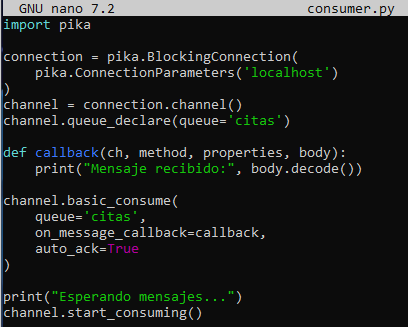 GNU nano 7.2 consumer.py
import pika

connection = pika.BlockingConnection(
    pika.ConnectionParameters('localhost')
)
channel = connection.channel()
channel.queue_declare(queue='citas')

def callback(ch, method, properties, body):
    print("Mensaje recibido:", body.decode())

channel.basic_consume(
    queue='citas',
    on_message_callback=callback,
    auto_ack=True
)

print("Esperando mensajes...")
channel.start_consuming()